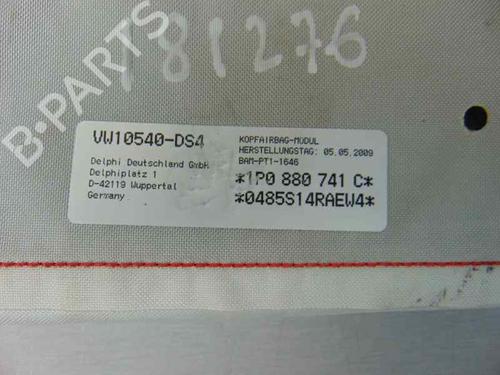 81276
B-PARTS
VW10540-DS4
Delphi Deutschland GmbH
Delphiplatz 1
D-42119 Wuppertal
Germany
KOPFAIRBAG-MODUL
HERSTELLUNGSTAG: 05.05.2009
BAM-PT1-1646
*1P0 880 741 C*
*0485S14RAEW4*